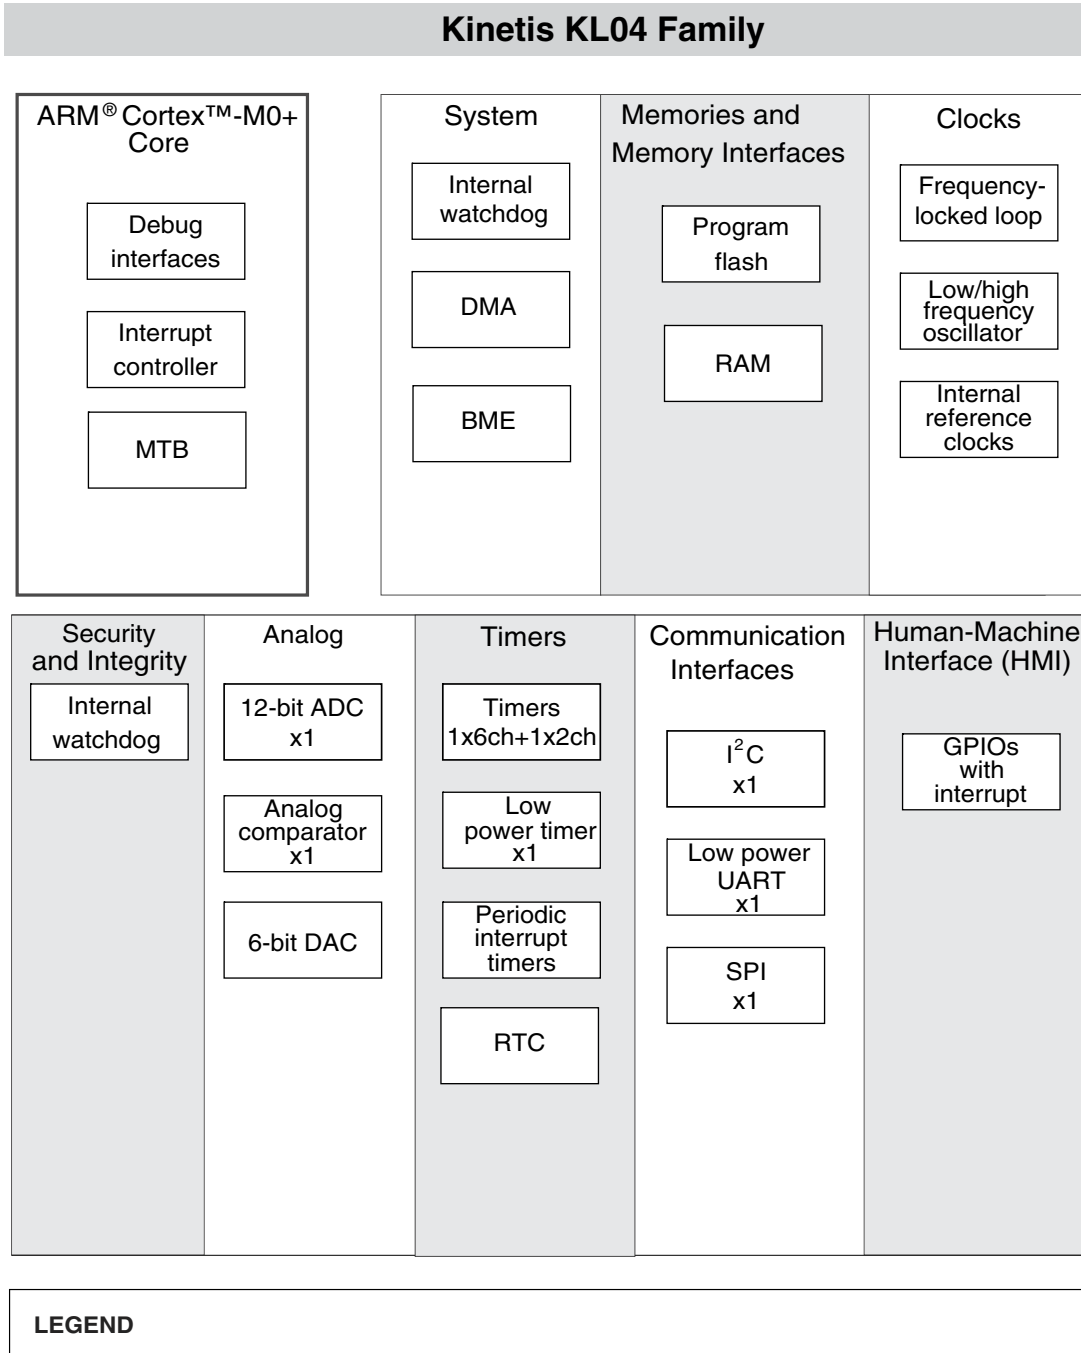 Kinetis KL04 Family
ARM® Cortex™-M0+
Core
Debug
interfaces
Interrupt
controller
MTB
System
Internal
watchdog
DMA
BME
Memories and
Memory Interfaces
Program
flash
RAM
Clocks
Frequency-
locked loop
Low/high
frequency
oscillator
Internal
reference
clocks
Security
and Integrity
Internal
watchdog
Analog
12-bit ADC
x1
Analog
comparator
x1
6-bit DAC
Timers
Timers
1x6ch+1x2ch
Low
power timer
x1
Periodic
interrupt
timers
RTC
Communication
Interfaces
I²C
x1
Low power
UART
x1
SPI
x1
Human-Machine
Interface (HMI)
GPIOs
with
interrupt
LEGEND